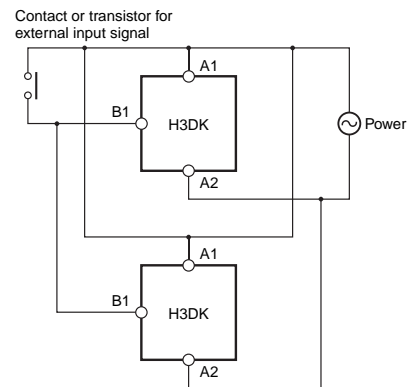 Contact or transistor for
external input signal
A1
B1
H3DK
Power
A2
A1
B1
H3DK
A2